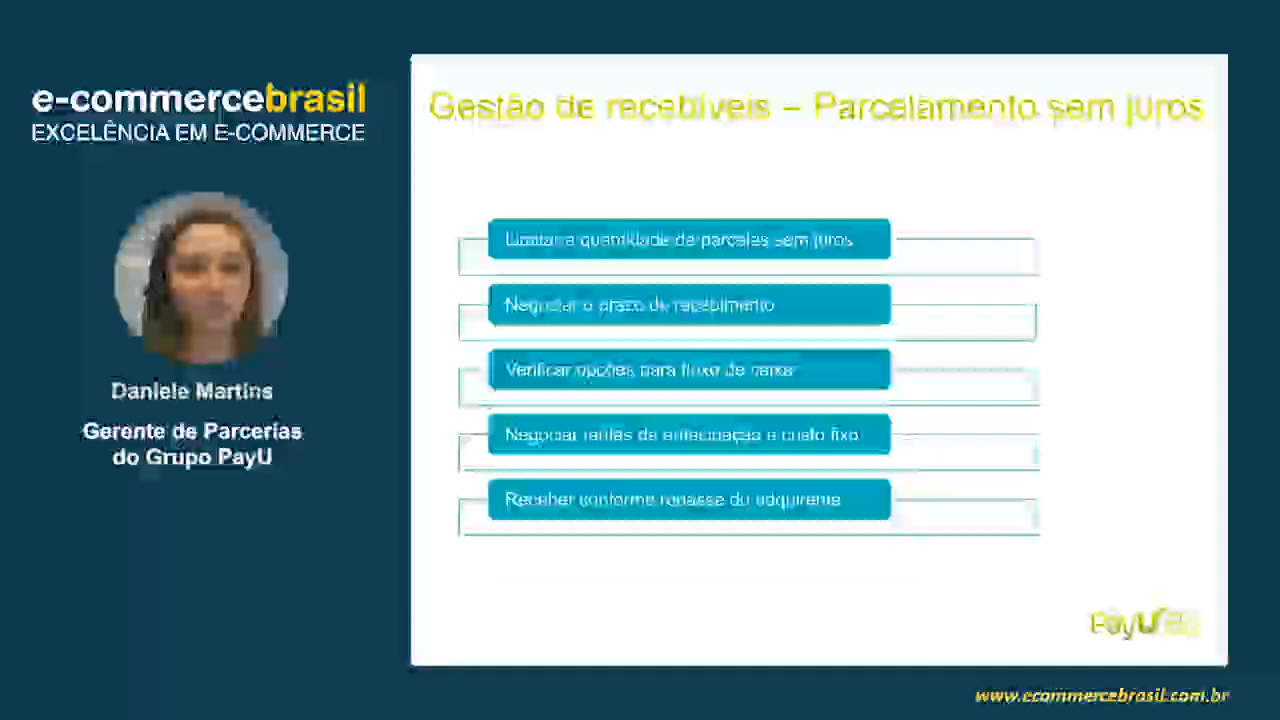 e-commercebrasil
EXCELÊNCIA EM E-COMMERCE
Daniele Martins
Gerente de Parcerias
do Grupo PayU
Gestão de recebíveis – Parcelamento sem juros
Limitar a quantidade de parcelas sem juros
Negociar o prazo de recebimento
Verificar opções para fluxo de caixa
Negociar tarifas de antecipação e custo fixo
Receber conforme repasse do adquirente
PayU
www.ecommercebrasil.com.br